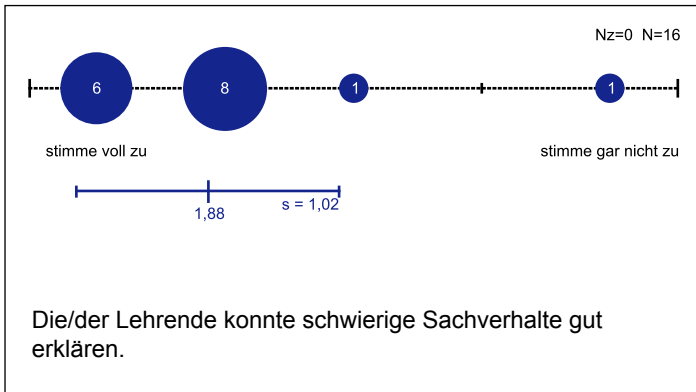 Nz=0 N=16
6 8 1 1
stimme voll zu stimme gar nicht zu
s = 1,02
1,88
Die/der Lehrende konnte schwierige Sachverhalte gut
erklären.